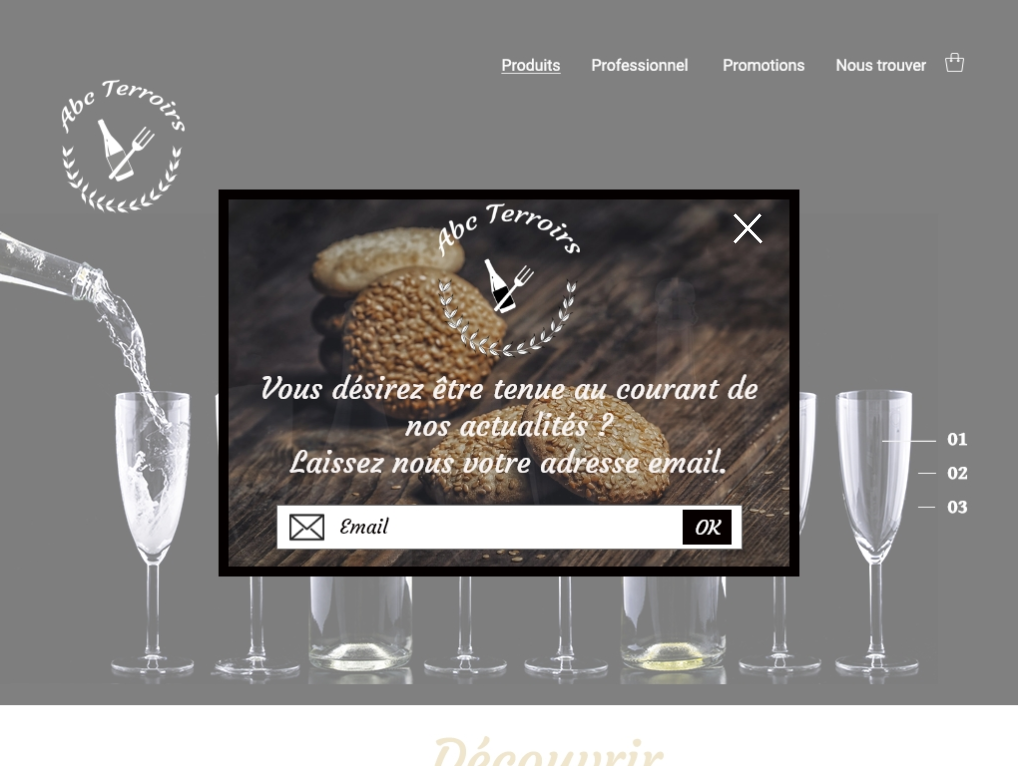 Produits Professionnel Promotions Nous trouver
Abc Terroirs
Abc Terroirs
Vous désirez être tenue au courant de
nos actualités ?
Laissez nous votre adresse email.
Email OK
01
02
03
Découvrir